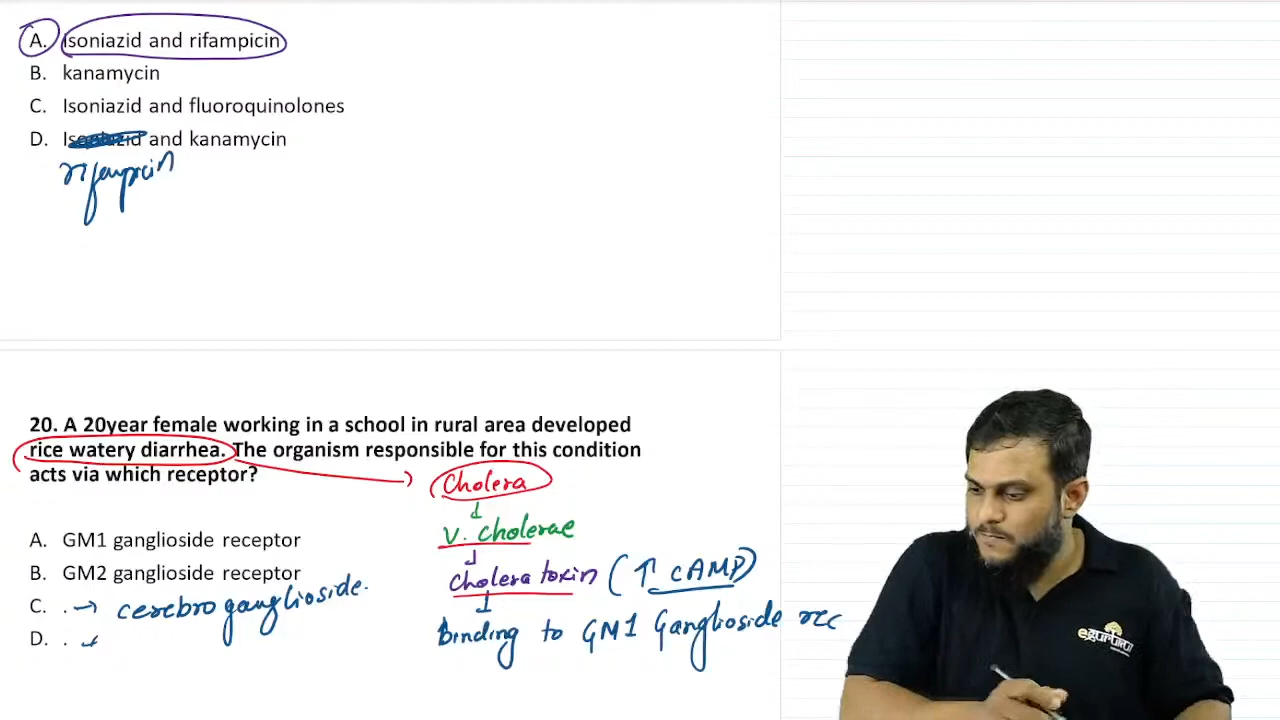 A. Isoniazid and rifampicin
B. kanamycin
C. Isoniazid and fluoroquinolones
D. Isoniazid and kanamycin
rifampicin
20. A 20year female working in a school in rural area developed
rice watery diarrhea. The organism responsible for this condition
acts via which receptor?
Cholera
V. cholerae
cholera toxin (↑ cAMP)
Binding to GM1 Ganglioside rec
A. GM1 ganglioside receptor
B. GM2 ganglioside receptor
C. . → cerebroganglioside.
D. .
egurukul